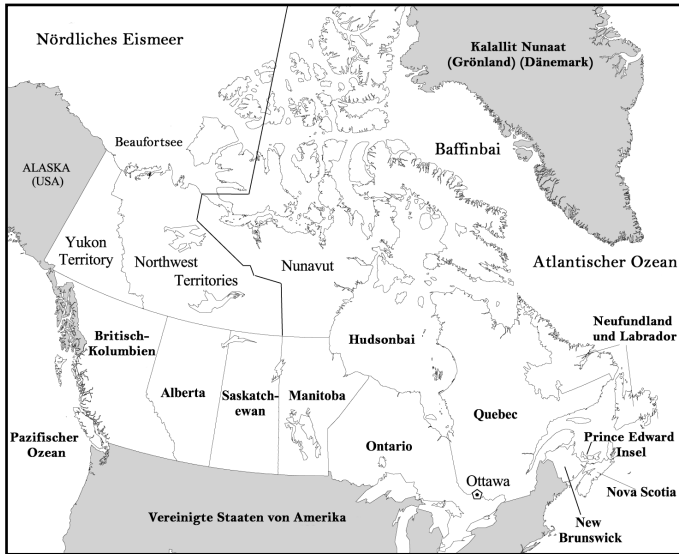 Nördliches Eismeer
Kalallit Nunaat
(Grönland) (Dänemark)
Beaufortsee
Baffinbai
ALASKA
(USA)
Yukon
Territory
Northwest
Territories
Nunavut
Atlantischer Ozean
Neufundland
und Labrador
Britisch-
Kolumbien
Hudsonbai
Alberta
Saskatch-
ewan
Manitoba
Quebec
Pazifischer
Ozean
Ontario
Prince Edward
Insel
Ottawa
Nova Scotia
Vereinigte Staaten von Amerika
New
Brunswick